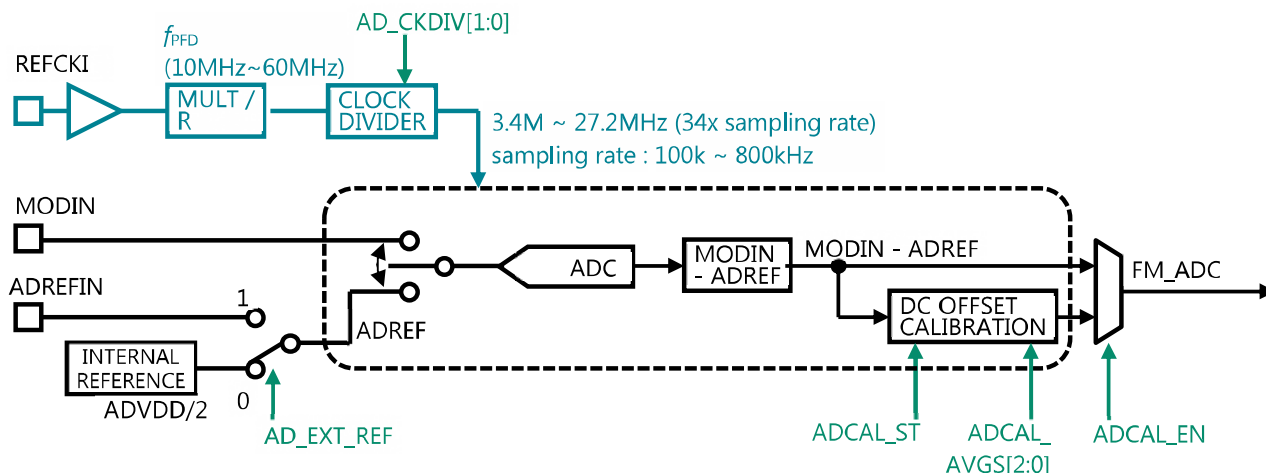 AD_CKDIV[1:0]
fPFD
(10MHz~60MHz)
REFCKI
MULT /
R
CLOCK
DIVIDER
3.4M ~ 27.2MHz (34x sampling rate)
sampling rate : 100k ~ 800kHz
MODIN
ADC
MODIN
- ADREF
MODIN - ADREF
FM_ADC
ADREFIN
1
ADREF
DC OFFSET
CALIBRATION
INTERNAL
REFERENCE
ADVDD/2
0
AD_EXT_REF
ADCAL_ST
ADCAL_
AVGS[2:0]
ADCAL_EN